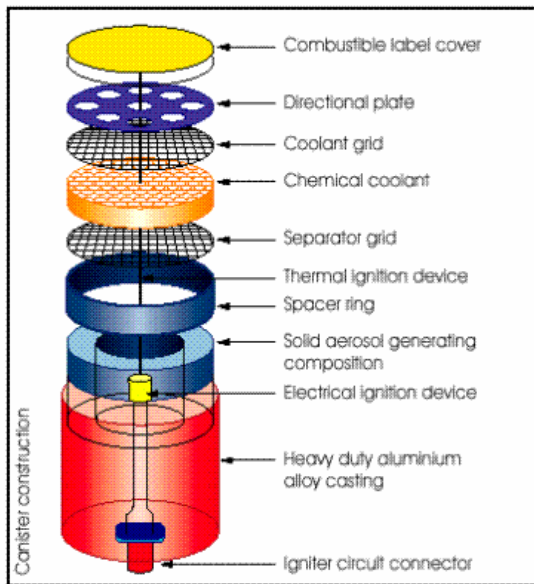 Combustible label cover
Directional plate
Coolant grid
Chemical coolant
Separator grid
Thermal ignition device
Spacer ring
Solid aerosol generating
composition
Electrical ignition device
Heavy duty aluminium
alloy casting
Igniter circuit connector
Canister construction